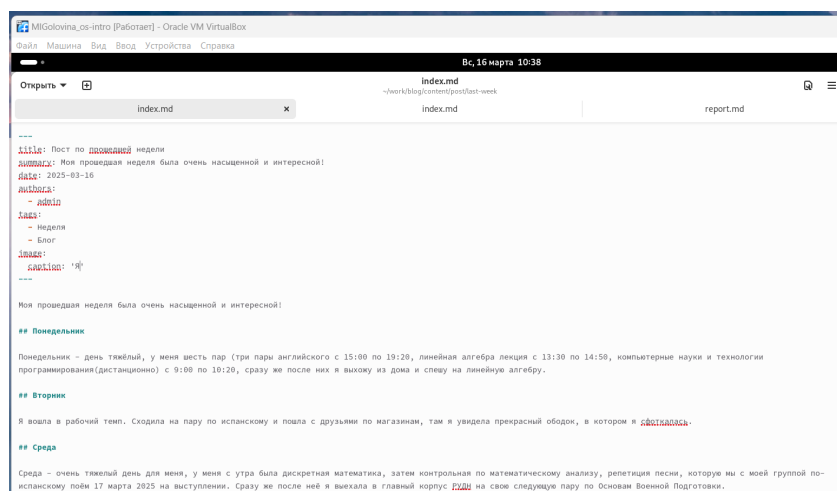 MIGolovina_os-intro [Работает] - Oracle VM VirtualBox
Файл Машина Вид Ввод Устройства Справка
Вс, 16 марта 10:38
Открыть
index.md
~/work/blog/content/post/last-week
index.md × index.md report.md
---
title: Пост по прошедшей недели
summary: Моя прошедшая неделя была очень насыщенной и интересной!
date: 2025-03-16
authors:
  - admin
tags:
  - Неделя
  - Блог
image:
  caption: 'Я'
---
Моя прошедшая неделя была очень насыщенной и интересной!
## Понедельник
Понедельник - день тяжёлый, у меня шесть пар (три пары английского с 15:00 по 19:20, линейная алгебра лекция с 13:30 по 14:50, компьютерные науки и технологии
программирования(дистанционно) с 9:00 по 10:20, сразу же после них я выхожу из дома и спешу на линейную алгебру.
## Вторник
Я вошла в рабочий темп. Сходила на пару по испанскому и пошла с друзьями по магазинам, там я увидела прекрасный ободок, в котором я сфоткалась.
## Среда
Среда - очень тяжелый день для меня, у меня с утра была дискретная математика, затем контрольная по математическому анализу, репетиция песни, которую мы с моей группой по-
испанскому поём 17 марта 2025 на выступлении. Сразу же после неё я выехала в главный корпус РУДН на свою следующую пару по Основам Военной Подготовки.